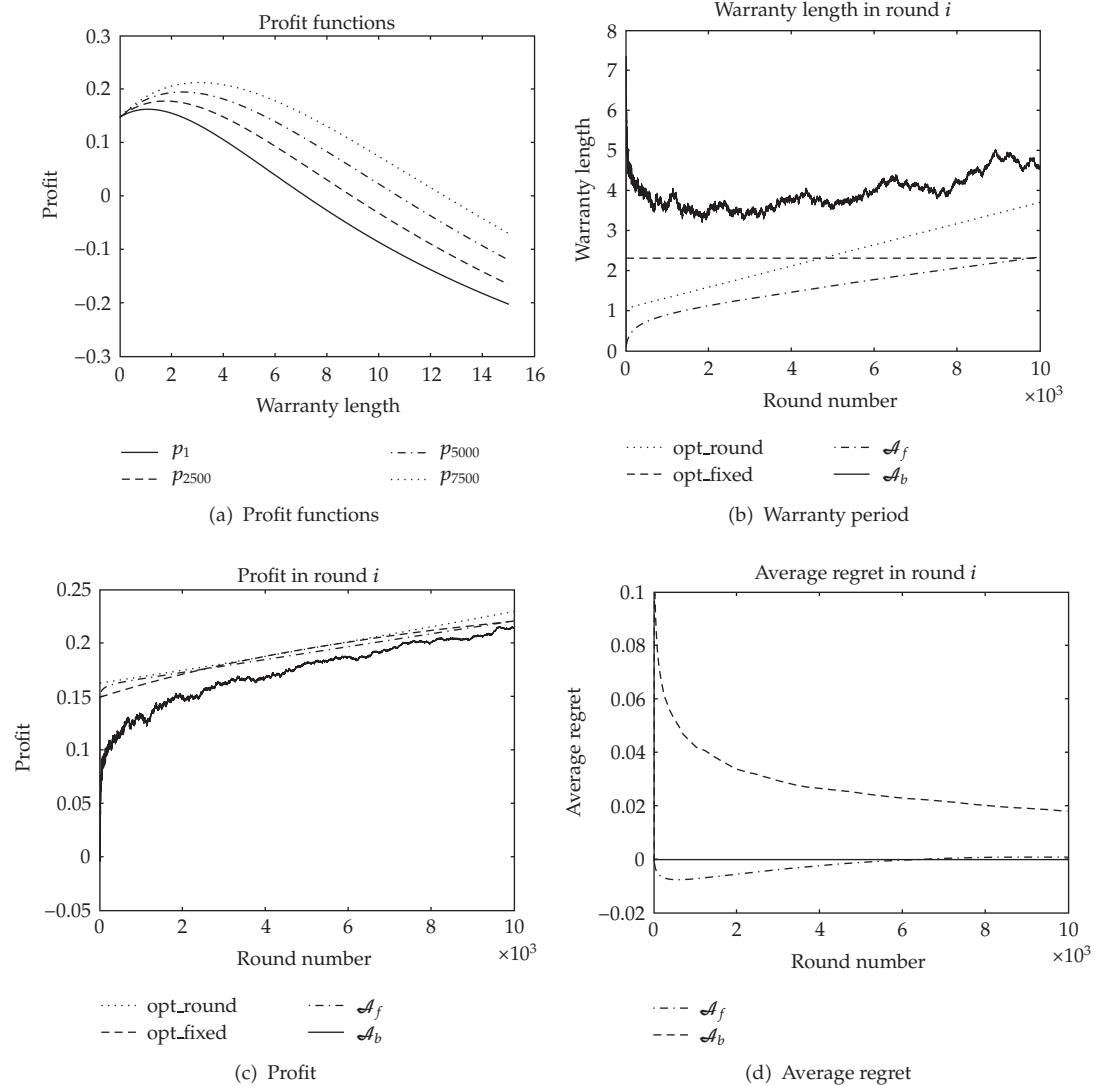 Profit functions
0.3
0.2
0.1
0
−0.1
−0.2
−0.3
Profit
0 2 4 6 8 10 12 14 16
Warranty length
p1 p5000
p2500 p7500
(a) Profit functions
Warranty length in round i
8
7
6
5
4
3
2
1
0
Warranty length
0 2 4 6 8 10
×10³
Round number
opt_round 𝒜f
opt_fixed 𝒜b
(b) Warranty period
Profit in round i
0.25
0.2
0.15
0.1
0.05
0
−0.05
Profit
0 2 4 6 8 10
×10³
Round number
opt_round 𝒜f
opt_fixed 𝒜b
(c) Profit
Average regret in round i
0.1
0.08
0.06
0.04
0.02
0
−0.02
Average regret
0 2 4 6 8 10
×10³
Round number
𝒜f
𝒜b
(d) Average regret